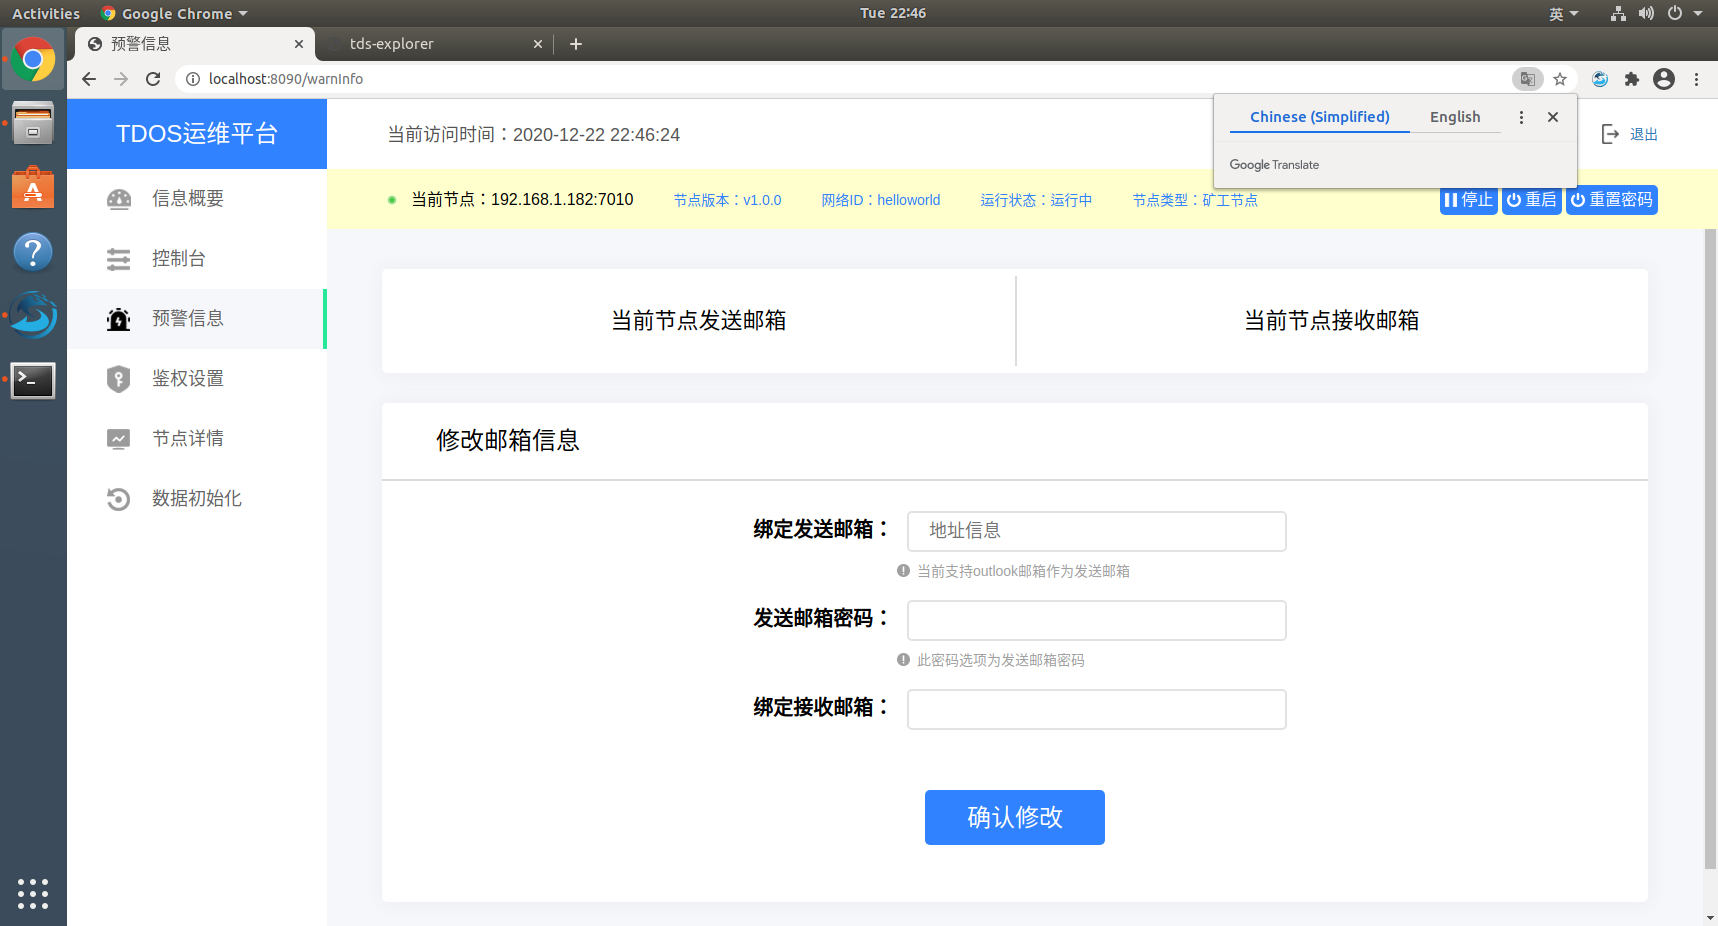 Activities
Google Chrome
Tue 22:46
英
预警信息
tds-explorer
localhost:8090/warnInfo
Chinese (Simplified)
English
Google Translate
TDOS运维平台
当前访问时间：2020-12-22 22:46:24
退出
当前节点：192.168.1.182:7010
节点版本：v1.0.0
网络ID：helloworld
运行状态：运行中
节点类型：矿工节点
停止
重启
重置密码
信息概要
控制台
预警信息
鉴权设置
节点详情
数据初始化
当前节点发送邮箱
当前节点接收邮箱
修改邮箱信息
绑定发送邮箱：
地址信息
当前支持outlook邮箱作为发送邮箱
发送邮箱密码：
此密码选项为发送邮箱密码
绑定接收邮箱：
确认修改